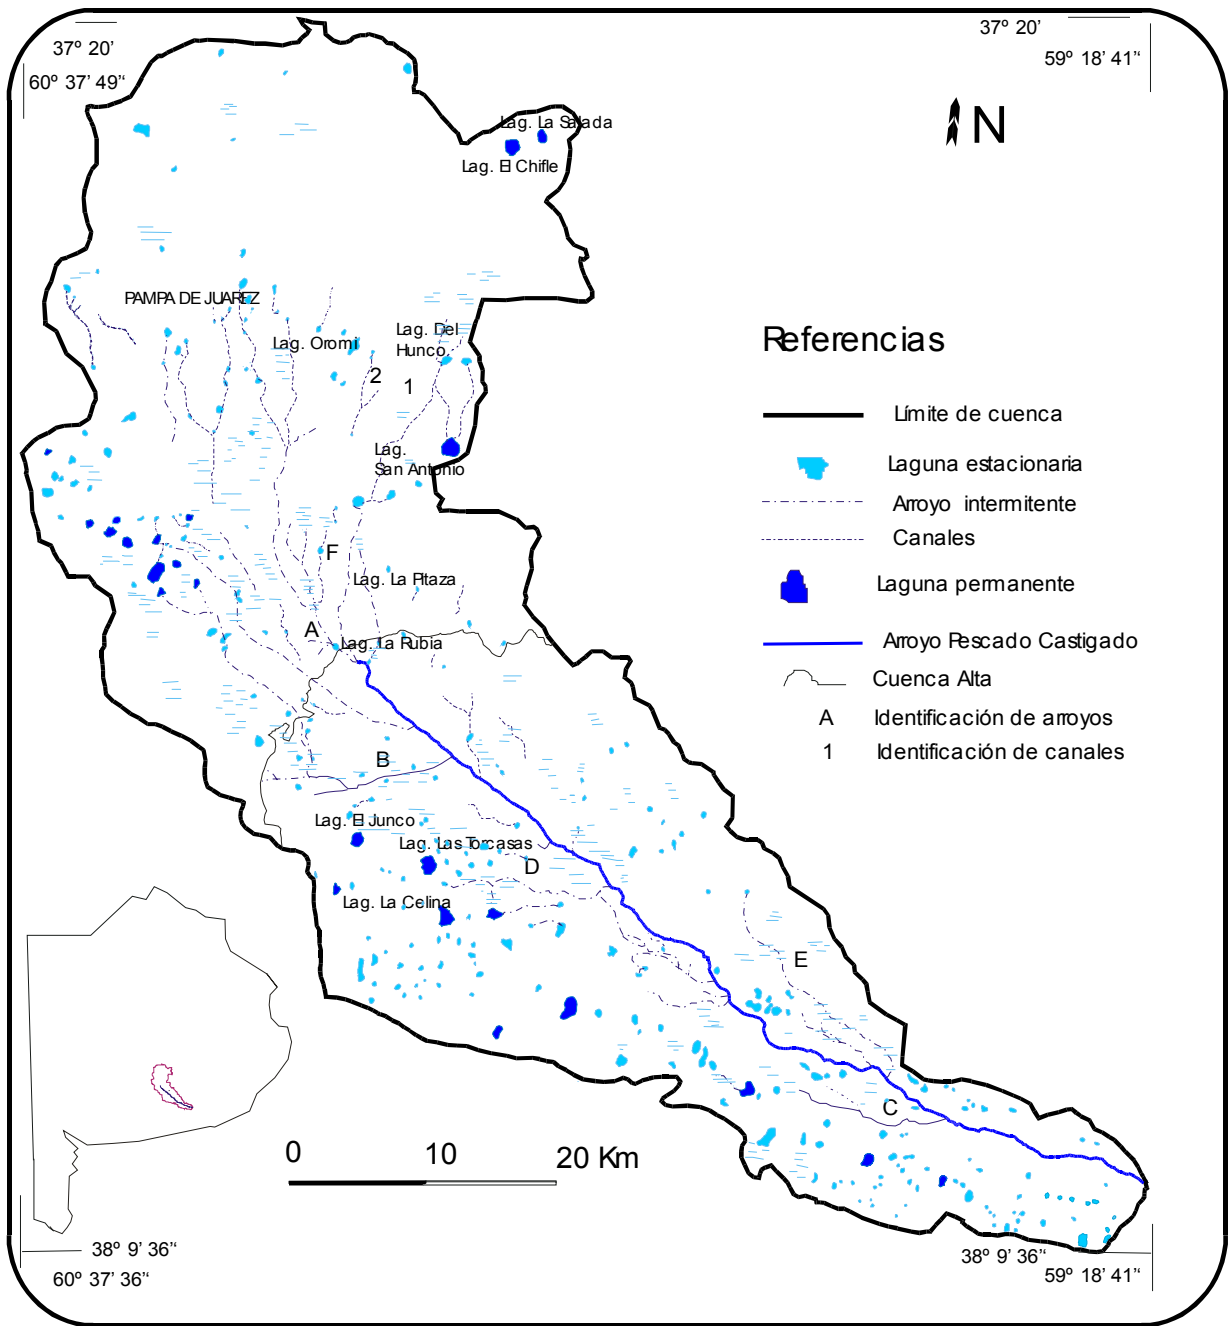 37º 20'
60º 37' 49"
37º 20'
59º 18' 41"
N
Lag. La Salada
Lag. El Chifle
PAMPA DE JUAREZ
Lag. Oromi
Lag. Del
Hunco
2
1
Lag.
San Antonio
F
Lag. La Pitaza
A
Lag. La Rubia
B
Lag. El Junco
Lag. Las Torcasas
D
Lag. La Celina
E
C
Referencias
Límite de cuenca
Laguna estacionaria
Arroyo intermitente
Canales
Laguna permanente
Arroyo Pescado Castigado
Cuenca Alta
A Identificación de arroyos
1 Identificación de canales
0 10 20 Km
38º 9' 36"
60º 37' 36"
38º 9' 36"
59º 18' 41"